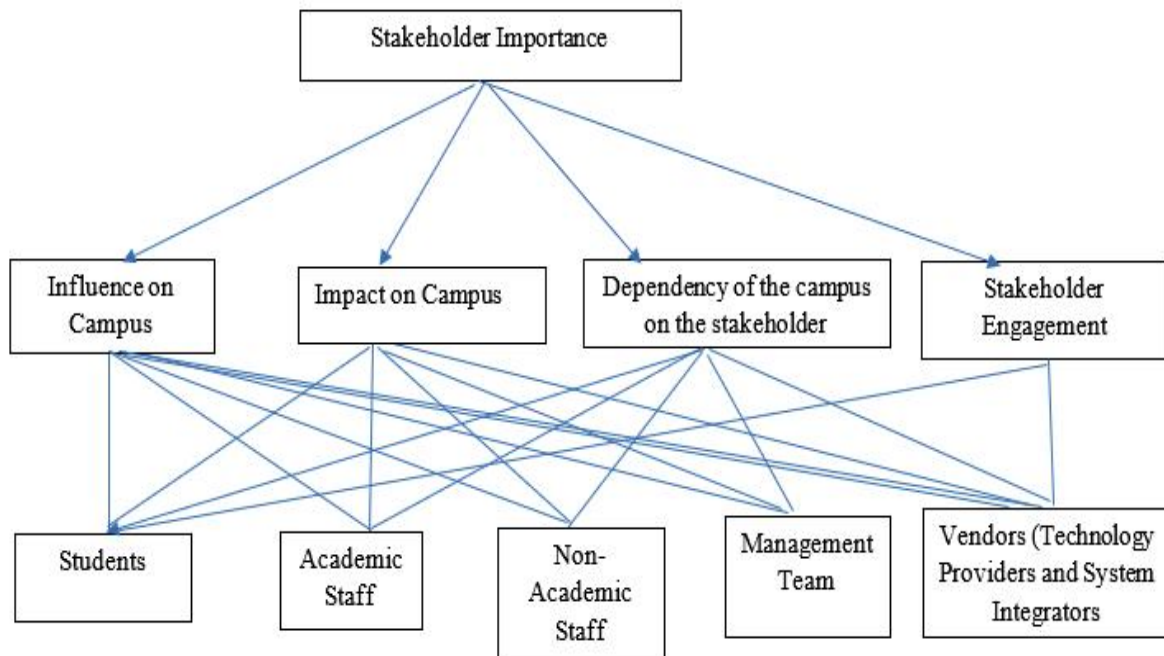 Stakeholder Importance
Influence on
Campus
Impact on Campus
Dependency of the campus
on the stakeholder
Stakeholder
Engagement
Students
Academic
Staff
Non-
Academic
Staff
Management
Team
Vendors (Technology
Providers and System
Integrators